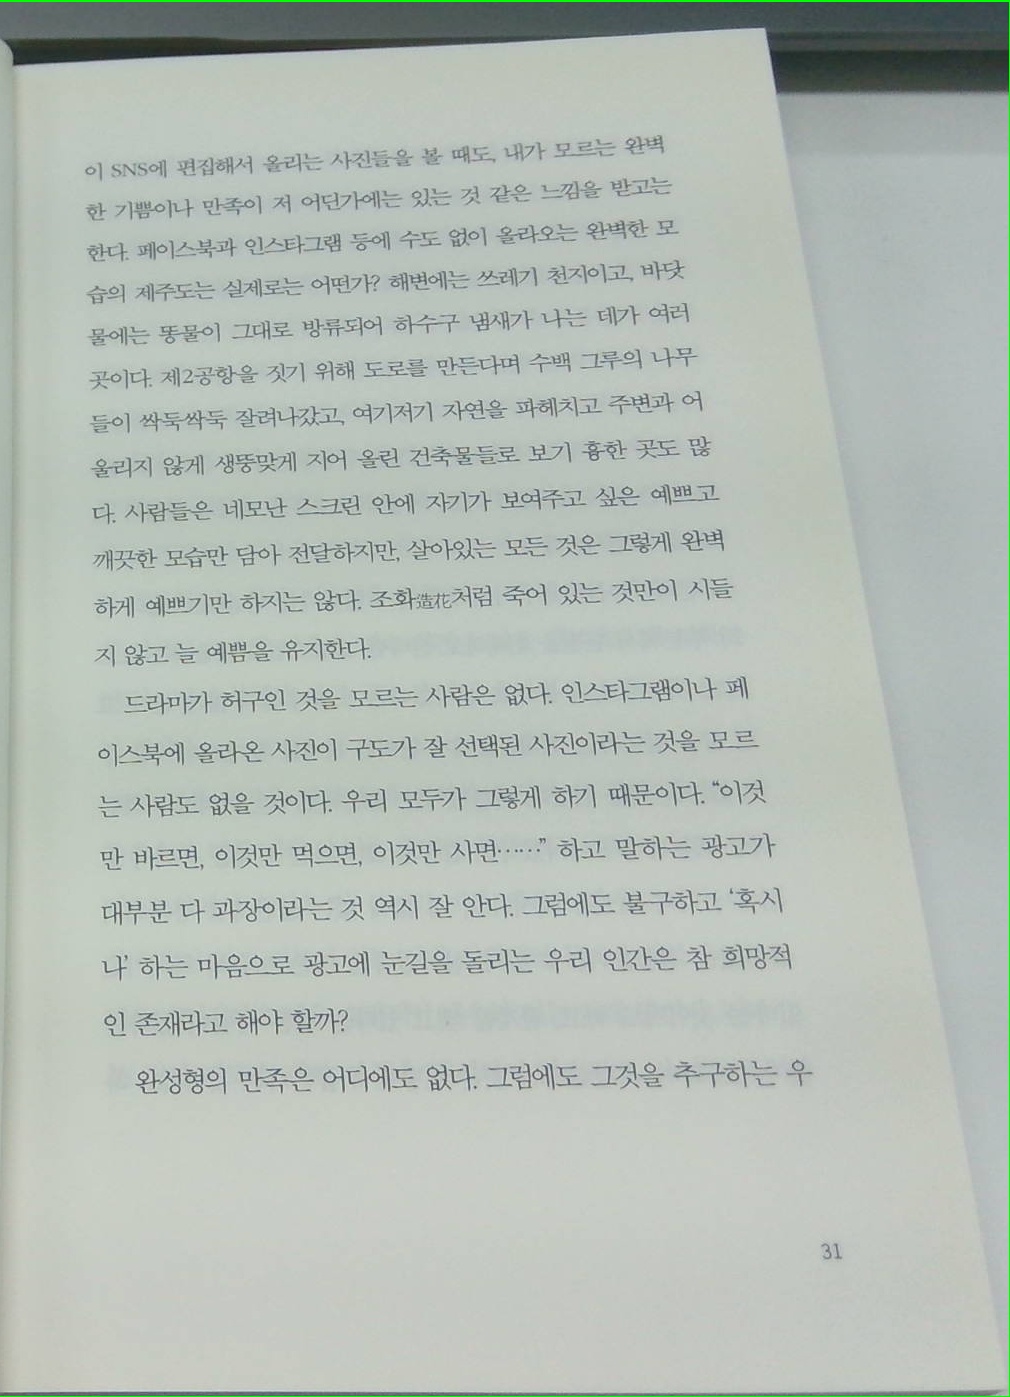 이 SNS에 편집해서 올리는 사진들을 볼 때도, 내가 모르는 완벽
한 기쁨이나 만족이 저 어딘가에는 있는 것 같은 느낌을 받고는
한다. 페이스북과 인스타그램 등에 수도 없이 올라오는 완벽한 모
습의 제주도는 실제로는 어떤가? 해변에는 쓰레기 천지이고, 바닷
물에는 똥물이 그대로 방류되어 하수구 냄새가 나는 데가 여러
곳이다. 제2공항을 짓기 위해 도로를 만든다며 수백 그루의 나무
들이 싹둑싹둑 잘려나갔고, 여기저기 자연을 파헤치고 주변과 어
울리지 않게 생뚱맞게 지어 올린 건축물들로 보기 흉한 곳도 많
다. 사람들은 네모난 스크린 안에 자기가 보여주고 싶은 예쁘고
깨끗한 모습만 담아 전달하지만, 살아있는 모든 것은 그렇게 완벽
하게 예쁘기만 하지는 않다. 조화造花처럼 죽어 있는 것만이 시들
지 않고 늘 예쁨을 유지한다.
드라마가 허구인 것을 모르는 사람은 없다. 인스타그램이나 페
이스북에 올라온 사진이 구도가 잘 선택된 사진이라는 것을 모르
는 사람도 없을 것이다. 우리 모두가 그렇게 하기 때문이다. “이것
만 바르면, 이것만 먹으면, 이것만 사면……” 하고 말하는 광고가
대부분 다 과장이라는 것 역시 잘 안다. 그럼에도 불구하고 ‘혹시
나’ 하는 마음으로 광고에 눈길을 돌리는 우리 인간은 참 희망적
인 존재라고 해야 할까?
완성형의 만족은 어디에도 없다. 그럼에도 그것을 추구하는 우
31